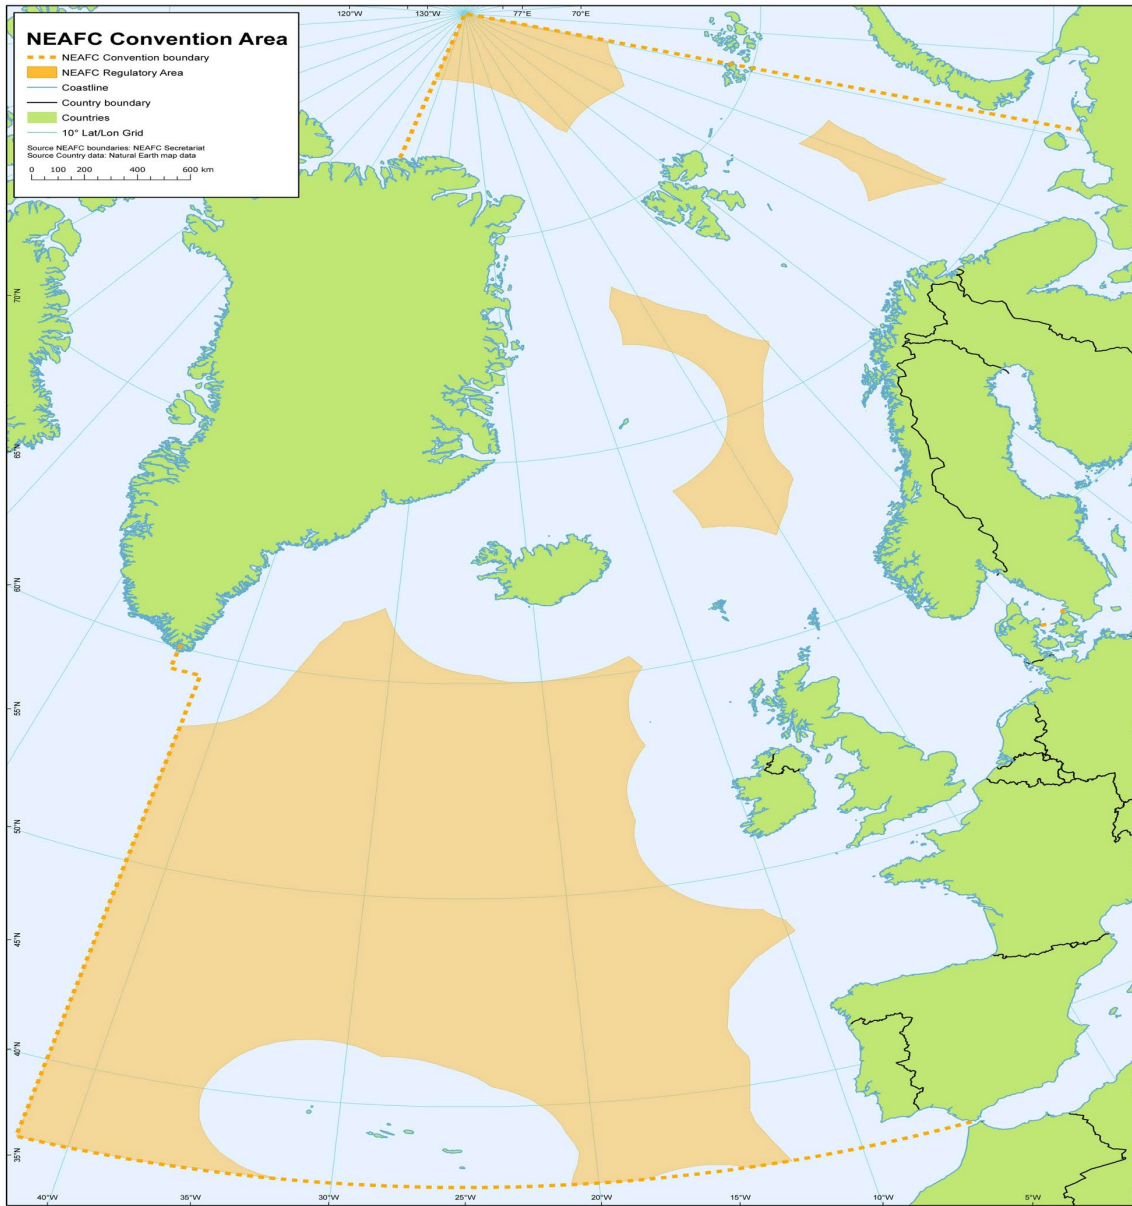 120°W
130°W
77°E
70°E
NEAFC Convention Area
NEAFC Convention boundary
NEAFC Regulatory Area
Coastline
Country boundary
Countries
10° Lat/Lon Grid
Source NEAFC boundaries: NEAFC Secretariat
Source Country data: Natural Earth map data
0 100 200 400 600 km
70°N
65°N
60°N
55°N
50°N
45°N
40°N
35°N
40°W
35°W
30°W
25°W
20°W
15°W
10°W
5°W